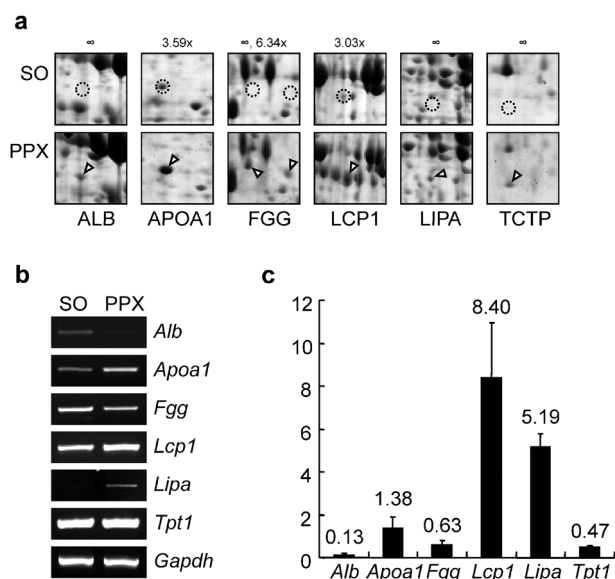 a
∞ 3.59x ∞, 6.34x 3.03x ∞ ∞
SO
PPX
ALB APOA1 FGG LCP1 LIPA TCTP
b
SO PPX
Alb
Apoa1
Fgg
Lcp1
Lipa
Tpt1
Gapdh
c
12
10
8
6
4
2
0
0.13 1.38 0.63 8.40 5.19 0.47
Alb Apoa1 Fgg Lcp1 Lipa Tpt1